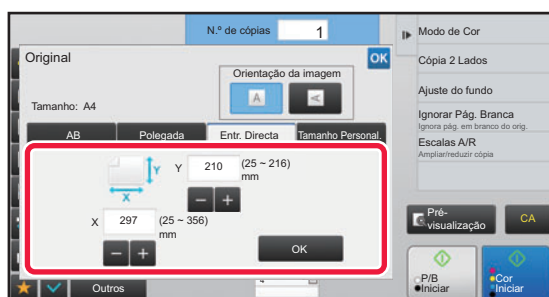 N.º de cópias 1
Original
OK
Orientação da imagem
A A
Tamanho: A4
AB
Polegada
Entr. Directa
Tamanho Personal.
Y 210 (25 ~ 216)
mm
Y
X
X 297 (25 ~ 356)
mm
OK
Outros
Modo de Cor
Cópia 2 Lados
Ajuste do fundo
Ignorar Pág. Branca
Ignora pág. em branco do orig.
Escalas A/R
Ampliar/reduzir cópia
Pré-
visualização
CA
P/B
Iniciar
Cor
Iniciar